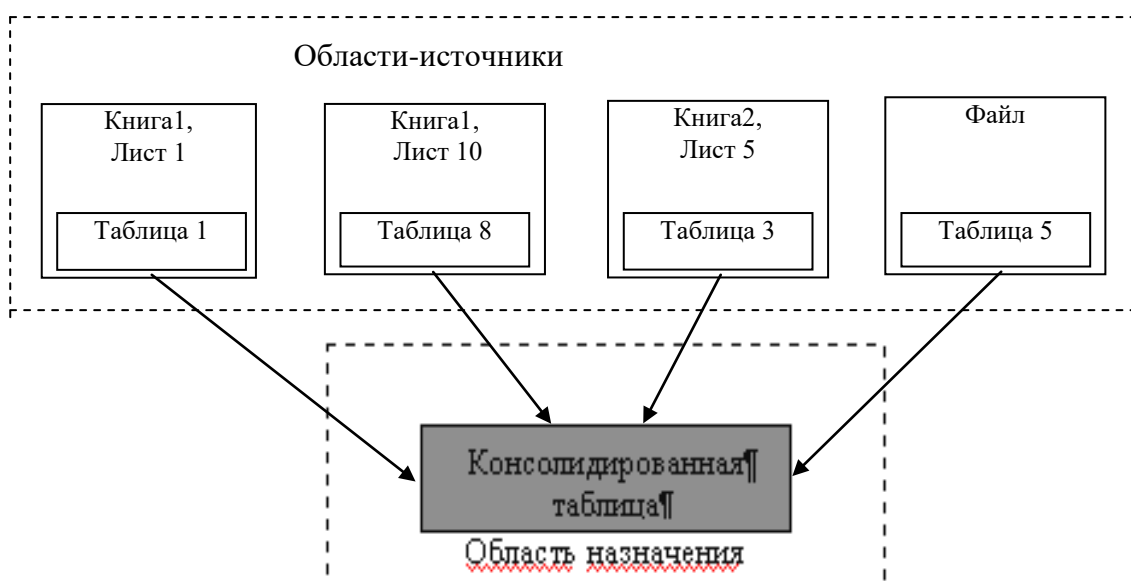 Области-источники
Книга1,
Лист 1
Таблица 1
Книга1,
Лист 10
Таблица 8
Книга2,
Лист 5
Таблица 3
Файл
Таблица 5
Консолидированная¶
таблица¶
Область назначения